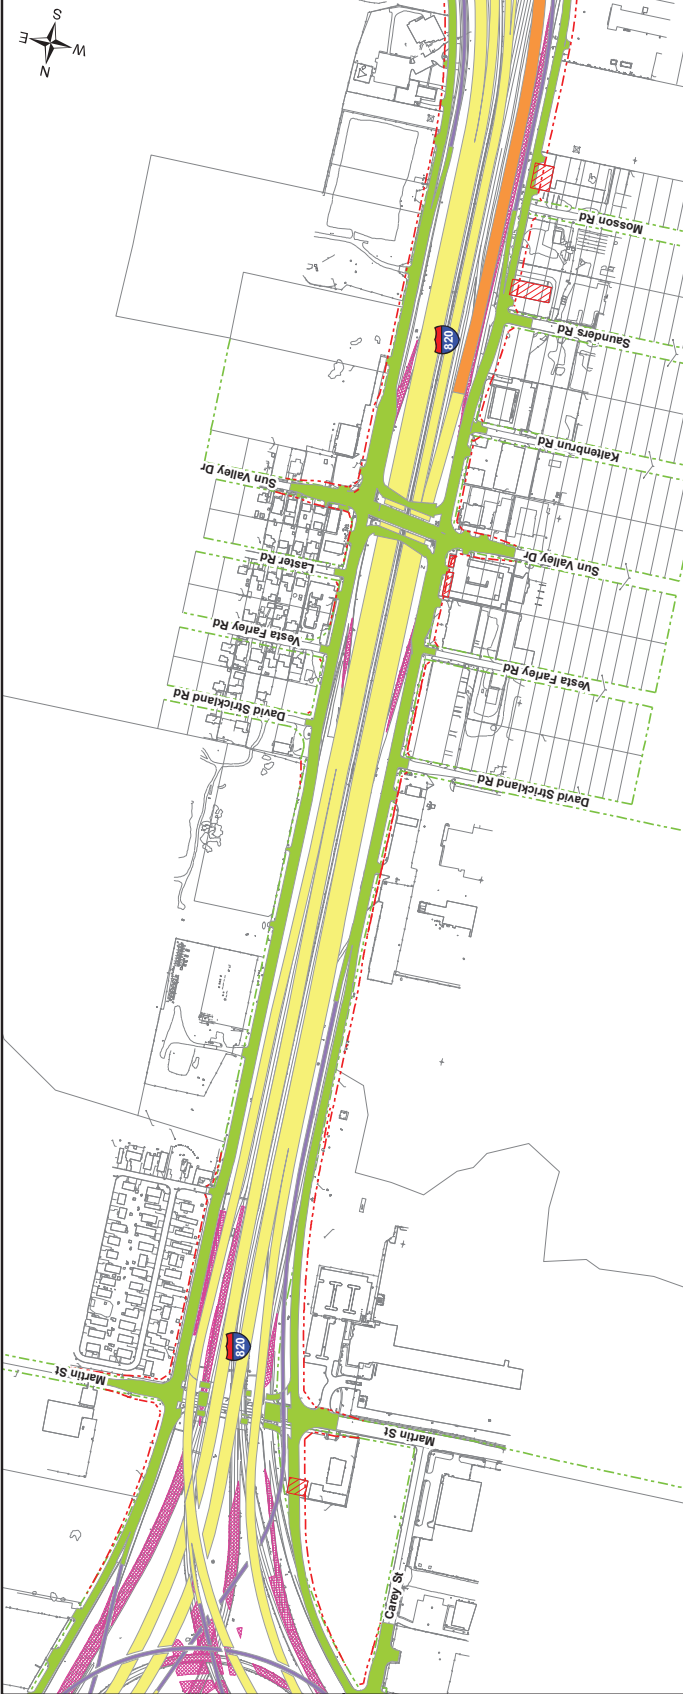 S
E
W
N
Mosson Rd
820
Saunders Rd
Kaltenbrun Rd
Sun Valley Dr
Sun Valley Dr
Laster Rd
Vesta Farley Rd
Vesta Farley Rd
David Strickland Rd
David Strickland Rd
820
Martin St
Martin St
Carey St